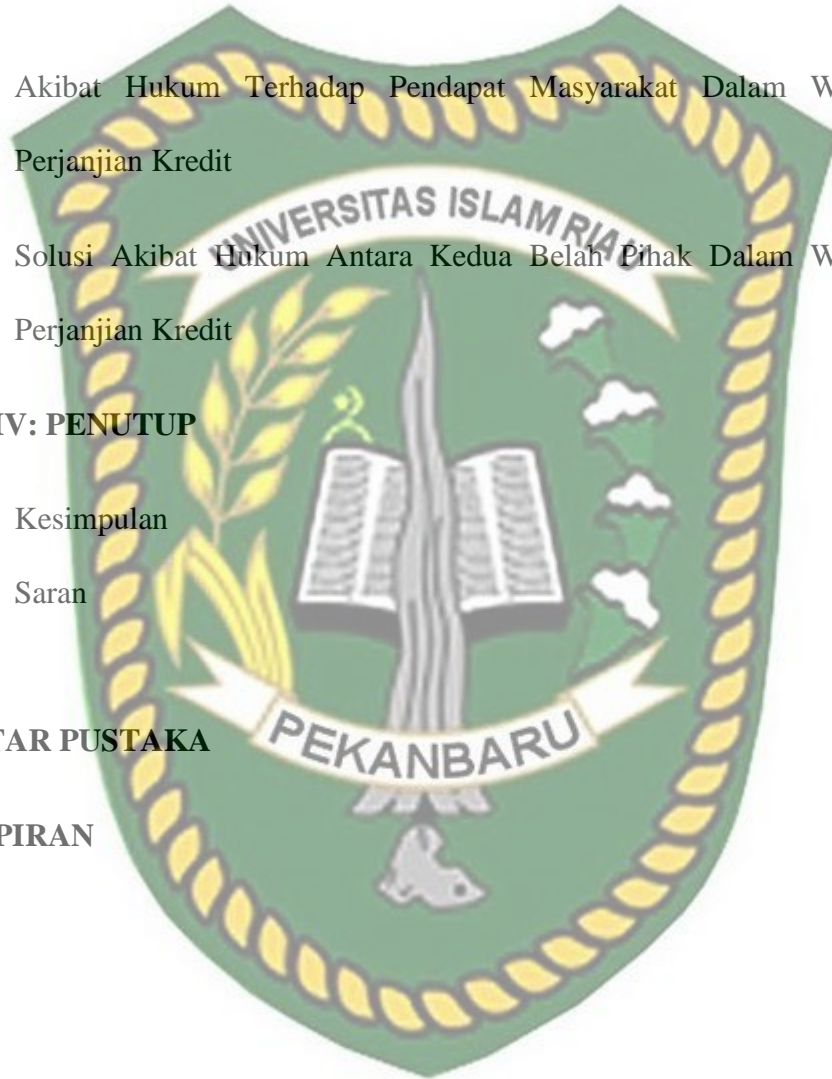 Akibat Hukum Terhadap Pendapat Masyarakat Dalam W
Perjanjian Kredit
UNIVERSITAS ISLAM RIAU
Solusi Akibat Hukum Antara Kedua Belah Pihak Dalam W
Perjanjian Kredit
IV: PENUTUP
Kesimpulan
Saran
TAR PUSTAKA
PEKANBARU
PIRAN